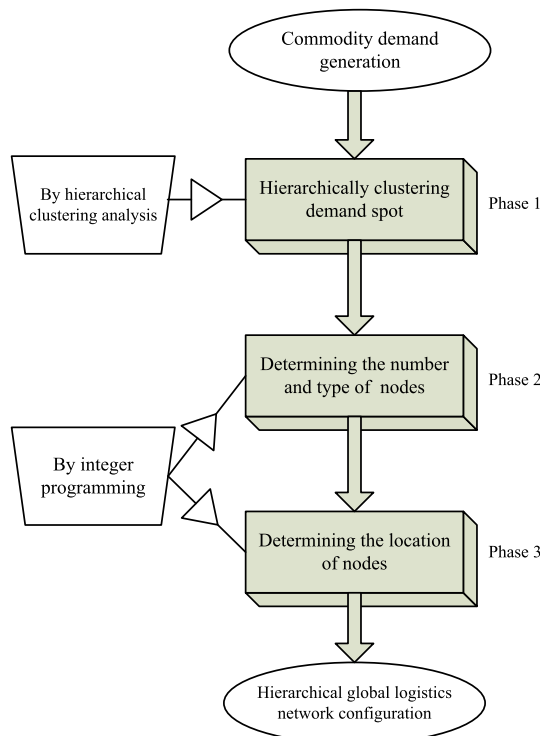 Commodity demand
generation
By hierarchical
clustering analysis
Hierarchically clustering
demand spot
Phase 1
Determining the number
and type of nodes
Phase 2
By integer
programming
Determining the location
of nodes
Phase 3
Hierarchical global logistics
network configuration